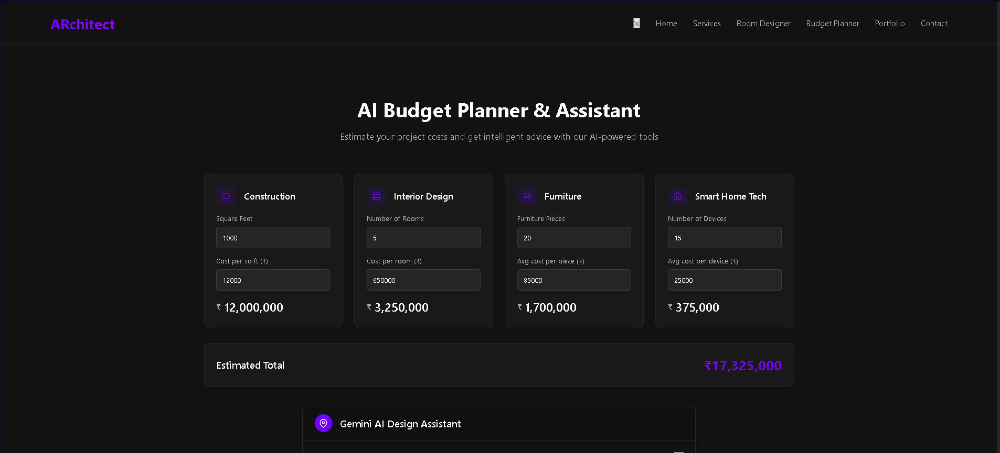 ARchitect
× Home Services Room Designer Budget Planner Portfolio Contact
AI Budget Planner & Assistant
Estimate your project costs and get intelligent advice with our AI-powered tools
Construction
Square Feet
1000
Cost per sq ft (₹)
12000
₹ 12,000,000
Interior Design
Number of Rooms
5
Cost per room (₹)
650000
₹ 3,250,000
Furniture
Furniture Pieces
20
Avg cost per piece (₹)
85000
₹ 1,700,000
Smart Home Tech
Number of Devices
15
Avg cost per device (₹)
25000
₹ 375,000
Estimated Total ₹17,325,000
Gemini AI Design Assistant